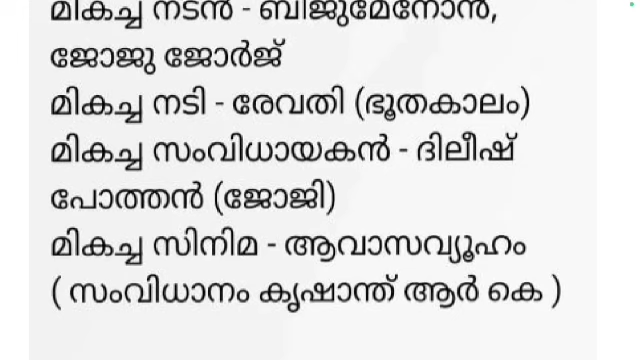 മികച്ച നടൻ - ബിജുമേനോൻ,
ജോജു ജോർജ്
മികച്ച നടി - രേവതി (ഭൂതകാലം)
മികച്ച സംവിധായകൻ - ദിലീഷ്
പോത്തൻ (ജോജി)
മികച്ച സിനിമ - ആവാസവ്യൂഹം
( സംവിധാനം കൃഷാന്ത് ആർ കെ )